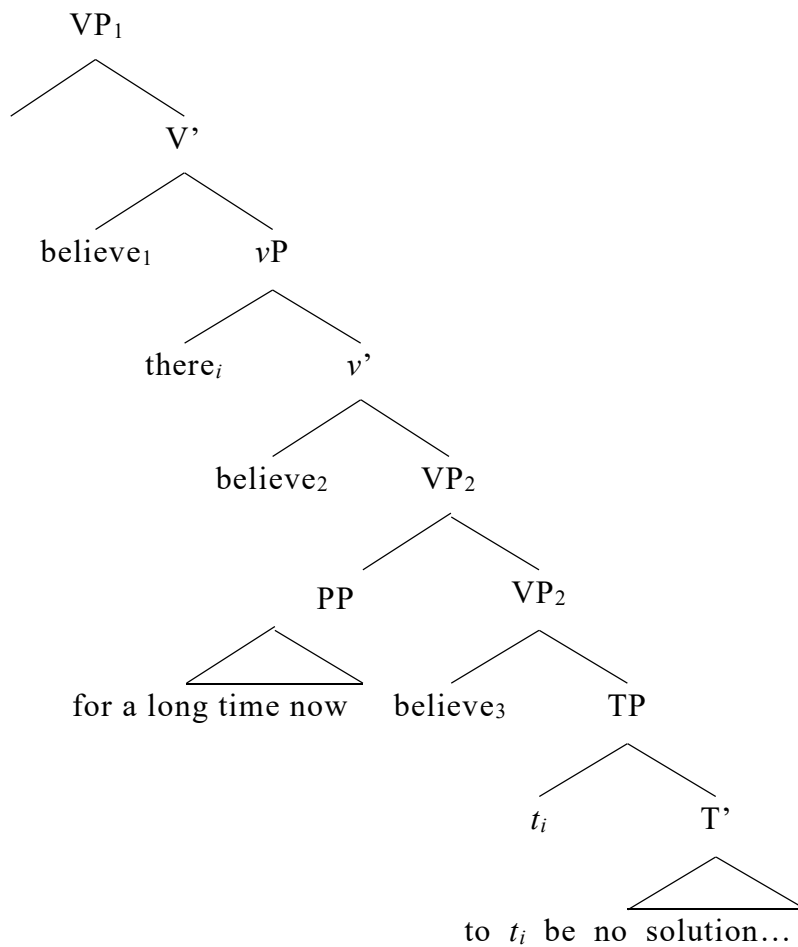 VP₁
V’
believe₁ vP
thereᵢ v’
believe₂ VP₂
PP VP₂
for a long time now believe₃ TP
tᵢ T’
to tᵢ be no solution…